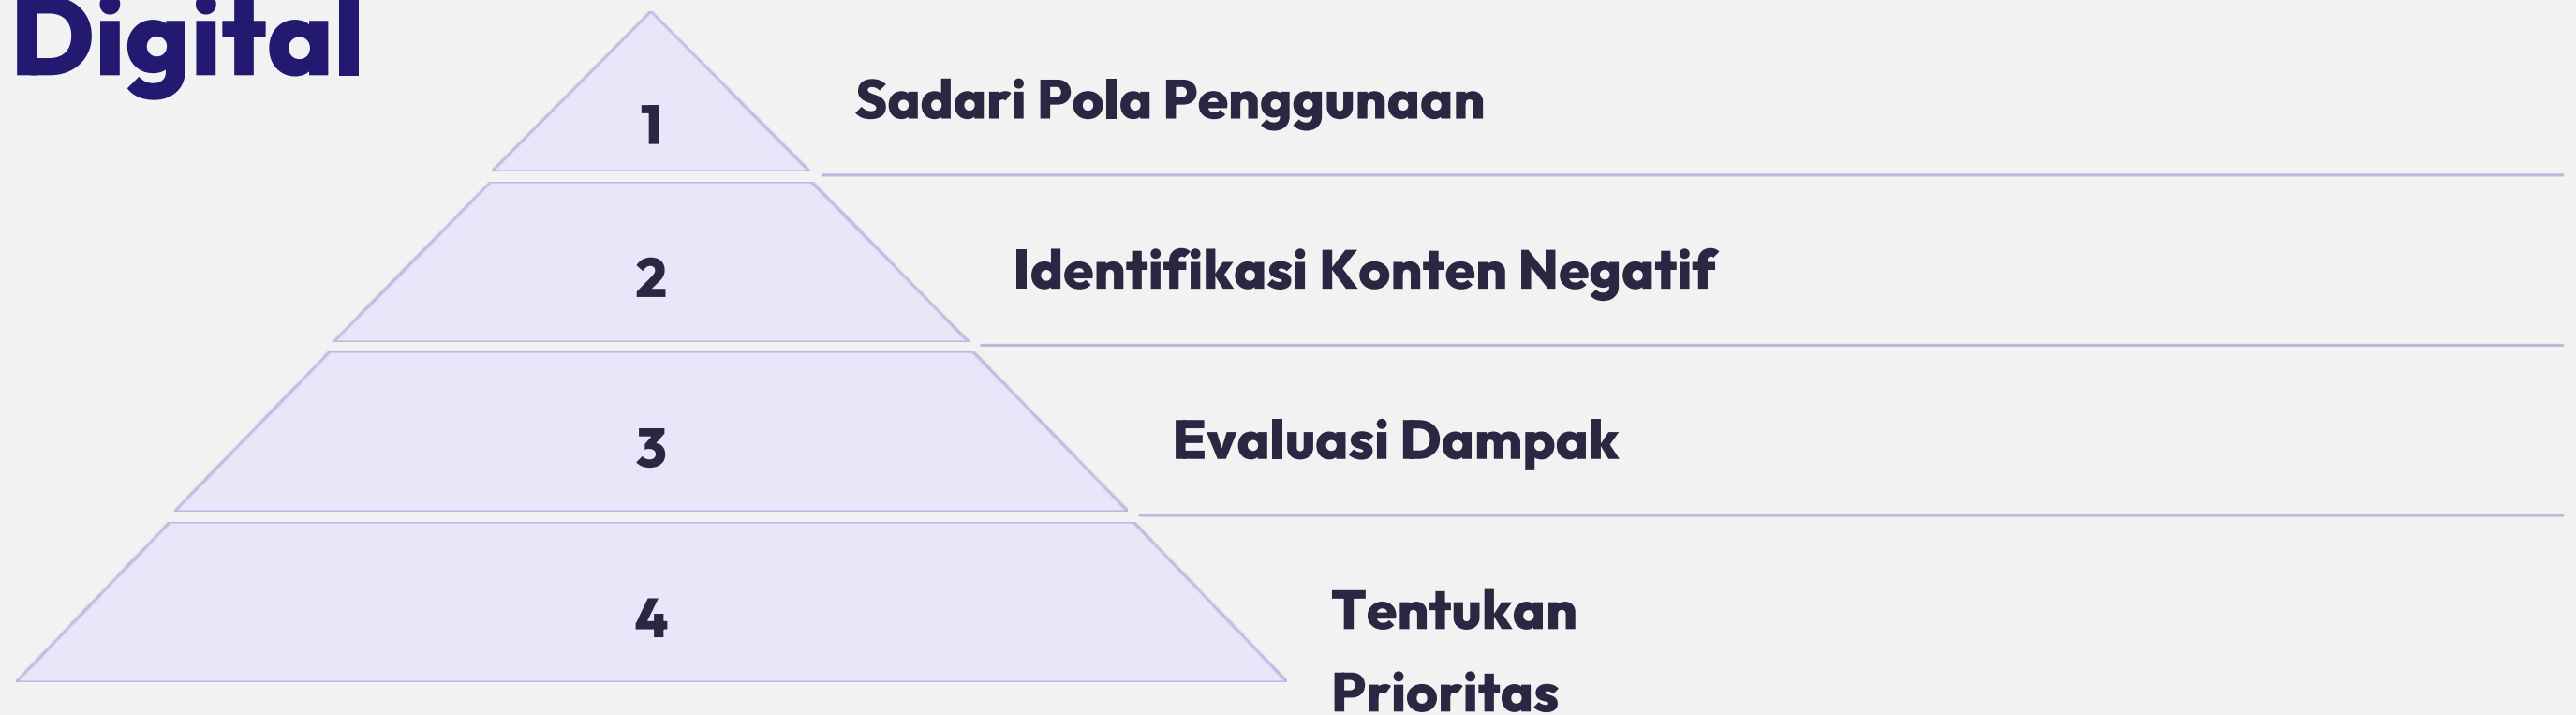 Digital
1
Sadari Pola Penggunaan
2
Identifikasi Konten Negatif
3
Evaluasi Dampak
4
Tentukan
Prioritas